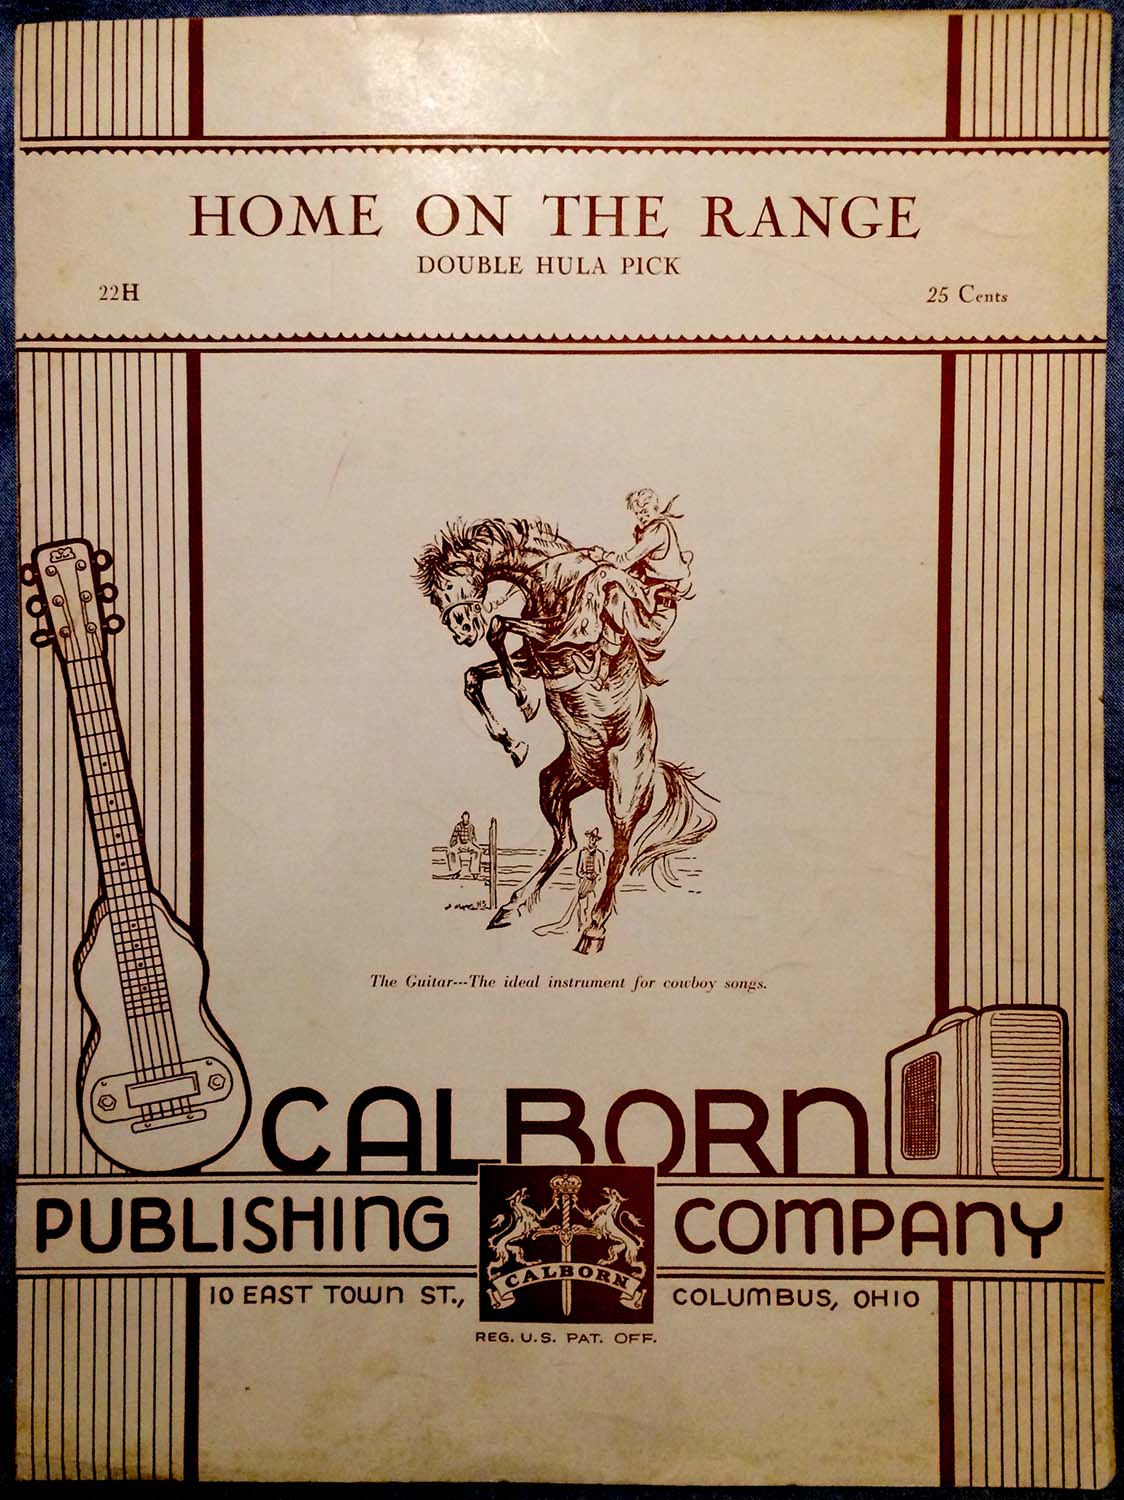 HOME ON THE RANGE
DOUBLE HULA PICK
22H
25 Cents
The Guitar---The ideal instrument for cowboy songs.
CALBORN
PUBLISHING COMPANY
CALBORN
10 EAST TOWN ST., COLUMBUS, OHIO
REG. U.S. PAT. OFF.